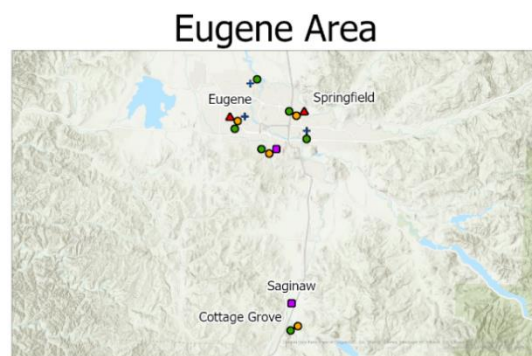 Eugene Area
Eugene
Springfield
Saginaw
Cottage Grove